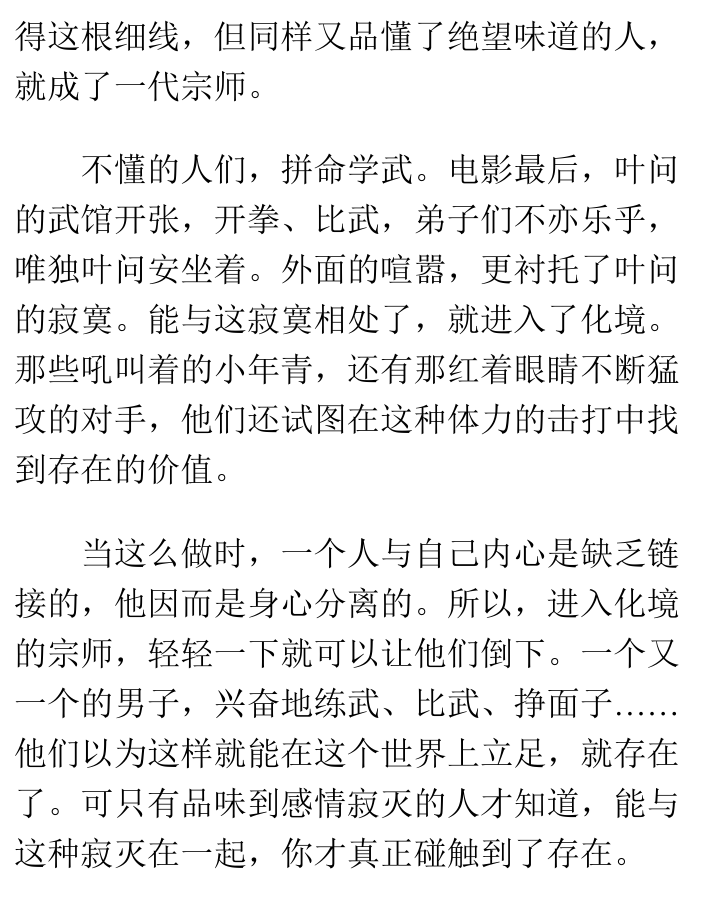 得这根细线，但同样又品懂了绝望味道的人，
就成了一代宗师。
不懂的人们，拼命学武。电影最后，叶问
的武馆开张，开拳、比武，弟子们不亦乐乎，
唯独叶问安坐着。外面的喧嚣，更衬托了叶问
的寂寞。能与这寂寞相处了，就进入了化境。
那些吼叫着的小年青，还有那红着眼睛不断猛
攻的对手，他们还试图在这种体力的击打中找
到存在的价值。
当这么做时，一个人与自己内心是缺乏链
接的，他因而是身心分离的。所以，进入化境
的宗师，轻轻一下就可以让他们倒下。一个又
一个的男子，兴奋地练武、比武、挣面子……
他们以为这样就能在这个世界上立足，就存在
了。可只有品味到感情寂灭的人才知道，能与
这种寂灭在一起，你才真正碰触到了存在。